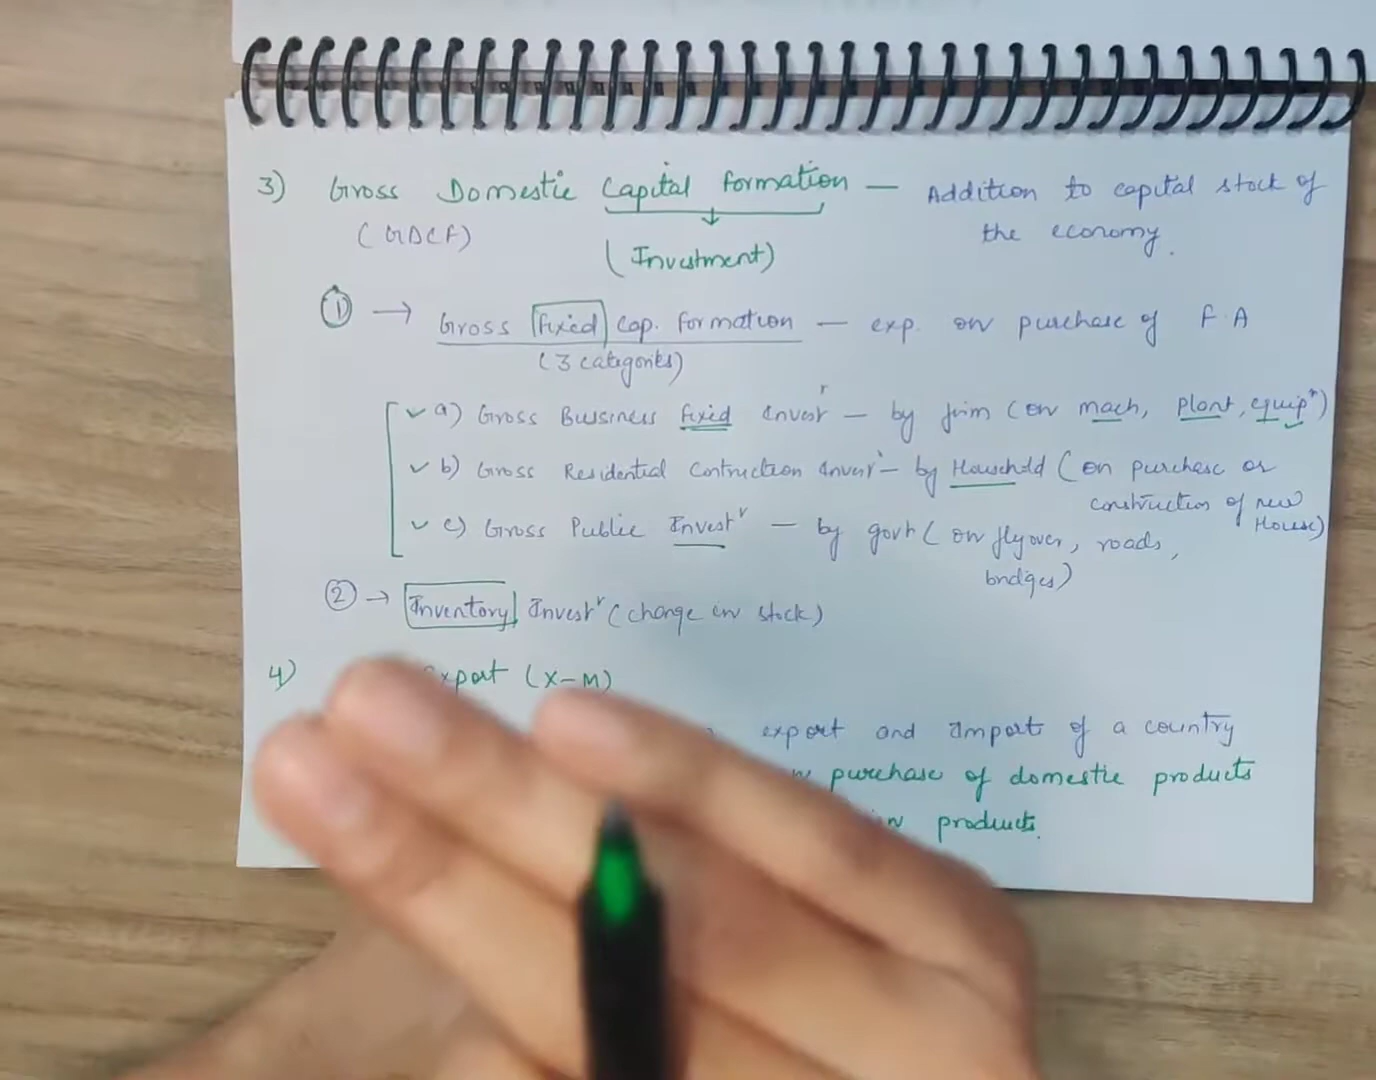 3) Gross Domestic Capital formation — Addition to capital stock of
(GDCF) the economy.
(Investment)
① → Gross fixed cap. formation — exp. on purchase of F.A
(3 categories)
a) Gross Bussiness fixed invest — by firm (on mach, plant, equipⁿ)
b) Gross Residential Contruction invest — by Household (on purchase or
construction of new
House)
c) Gross Public Invest — by govt (on flyover, roads,
bridges)
② → Inventory Invest (change in stock)
4) Export (X-M)
export and import of a country
purchase of domestic products
products.